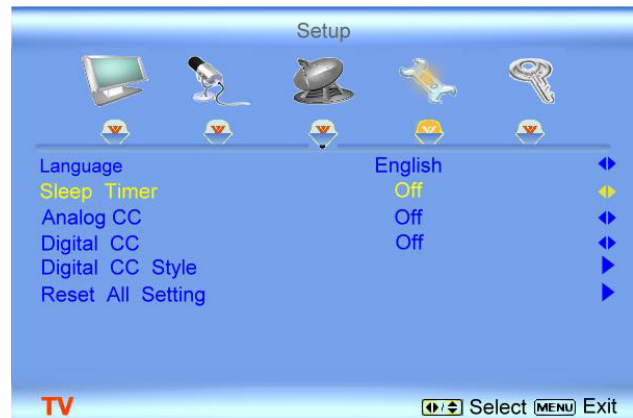 Setup
Language English
Sleep Timer Off
Analog CC Off
Digital CC Off
Digital CC Style
Reset All Setting
TV Select MENU Exit